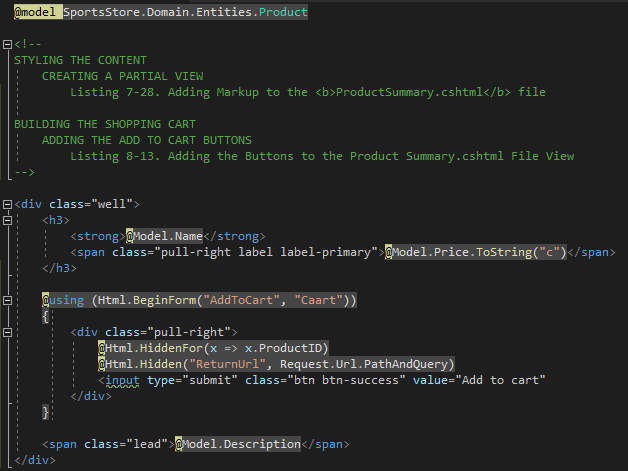 @model SportsStore.Domain.Entities.Product
<!--
STYLING THE CONTENT
CREATING A PARTIAL VIEW
Listing 7-28. Adding Markup to the <b>ProductSummary.cshtml</b> file
BUILDING THE SHOPPING CART
ADDING THE ADD TO CART BUTTONS
Listing 8-13. Adding the Buttons to the Product Summary.cshtml File View
-->
<div class="well">
<h3>
<strong>@Model.Name</strong>
<span class="pull-right label label-primary">@Model.Price.ToString("c")</span>
</h3>
@using (Html.BeginForm("AddToCart", "Caart"))
{
<div class="pull-right">
@Html.HiddenFor(x => x.ProductID)
@Html.Hidden("ReturnUrl", Request.Url.PathAndQuery)
<input type="submit" class="btn btn-success" value="Add to cart"
</div>
}
<span class="lead">@Model.Description</span>
</div>